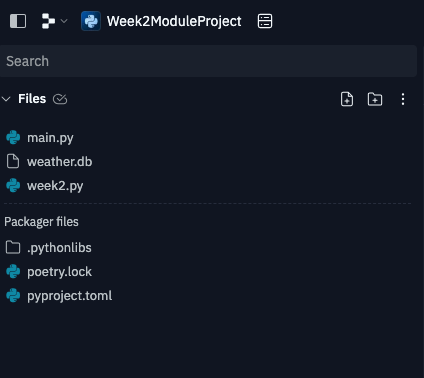 Week2ModuleProject
Search
Files
main.py
weather.db
week2.py
Packager files
.pythonlibs
poetry.lock
pyproject.toml